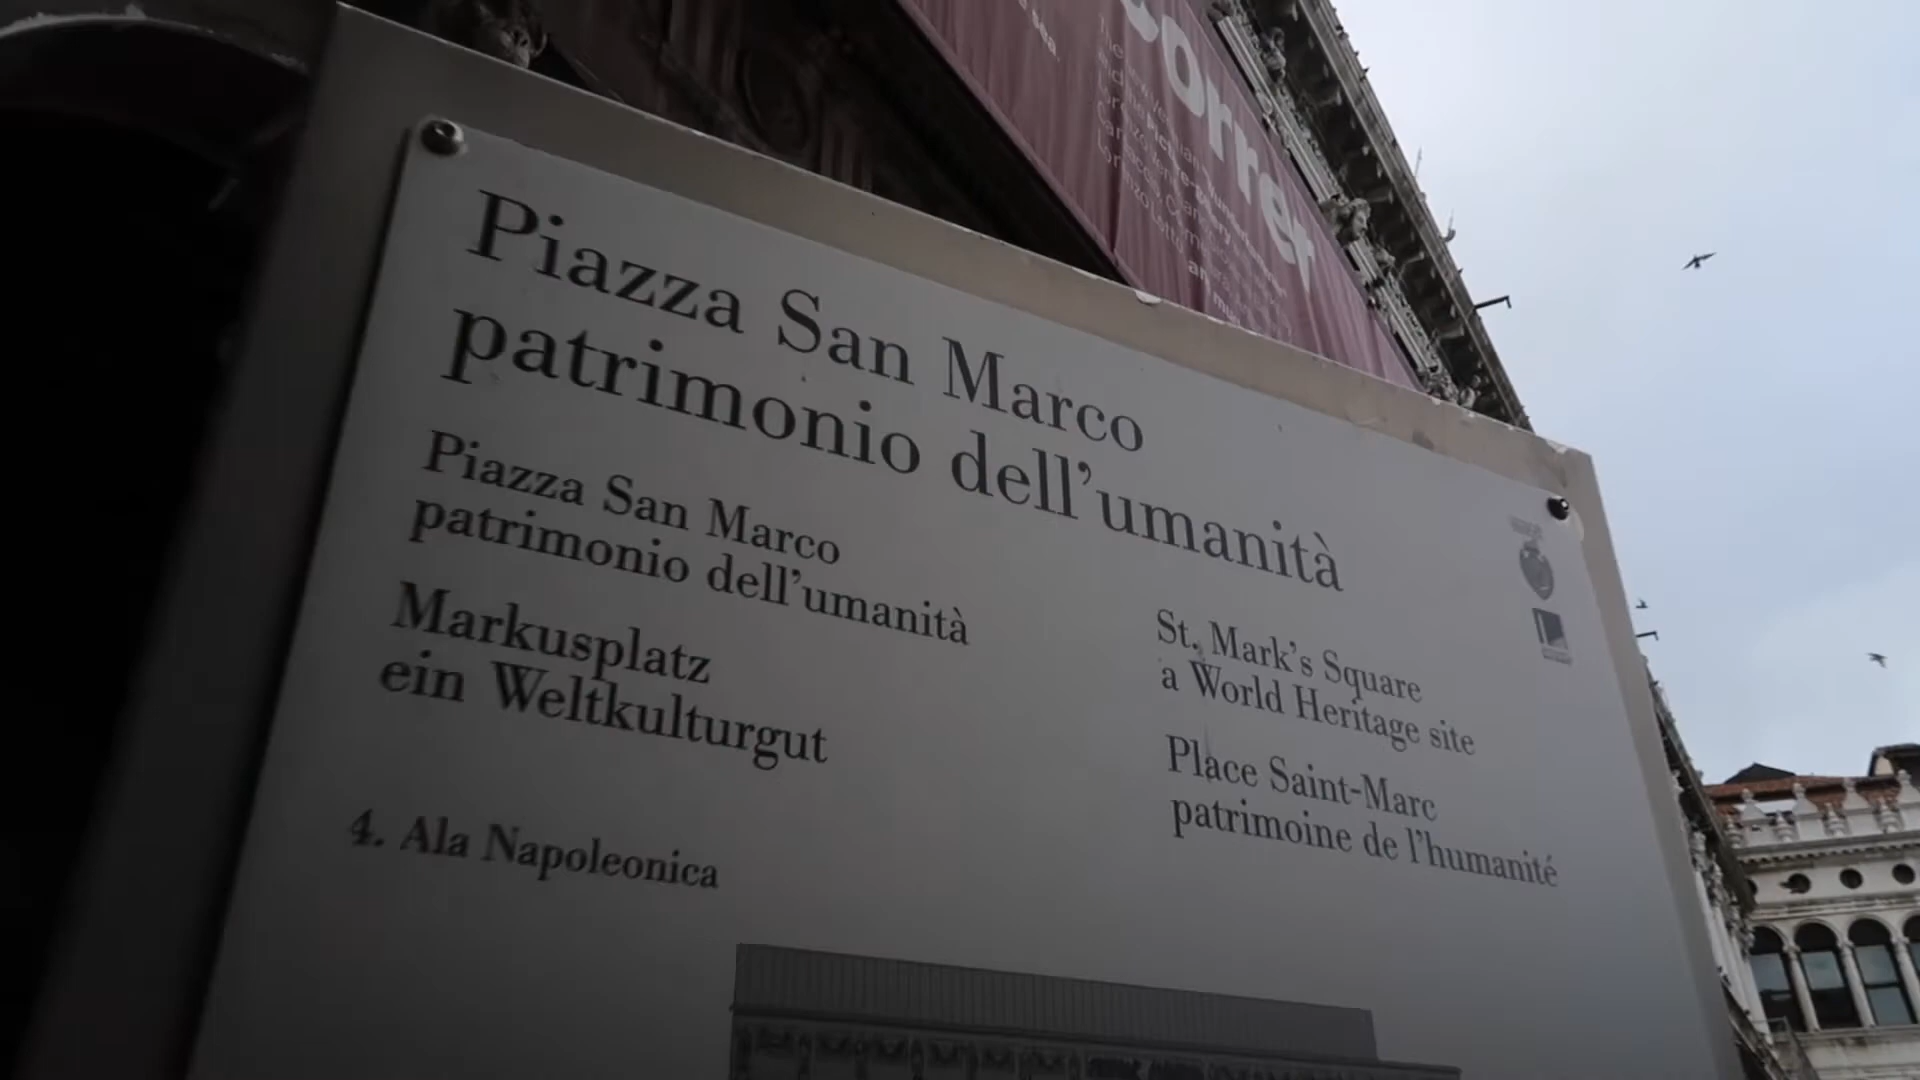 correr
Piazza San Marco
patrimonio dell'umanità
Piazza San Marco
patrimonio dell'umanità
Markusplatz
ein Weltkulturgut
St. Mark's Square
a World Heritage site
Place Saint-Marc
patrimoine de l'humanité
4. Ala Napoleonica